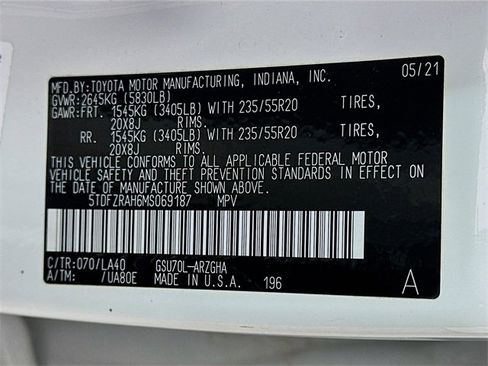 MFD.BY:TOYOTA MOTOR MANUFACTURING, INDIANA, INC. 05/21
GVWR:2645KG (5830LB)
GAWR:FRT. 1545KG (3405LB) WITH 235/55R20 TIRES,
20X8J RIMS.
RR. 1545KG (3405LB) WITH 235/55R20 TIRES,
20X8J RIMS.
THIS VEHICLE CONFORMS TO ALL APPLICABLE FEDERAL MOTOR
VEHICLE SAFETY AND THEFT PREVENTION STANDARDS IN EFFECT ON
THE DATE OF MANUFACTURE SHOWN ABOVE.
5TDFZRAH6MS069187 MPV
C/TR:070/LA40 GSU70L-ARZGHA
A/TM: /UA80E MADE IN U.S.A. 196 A